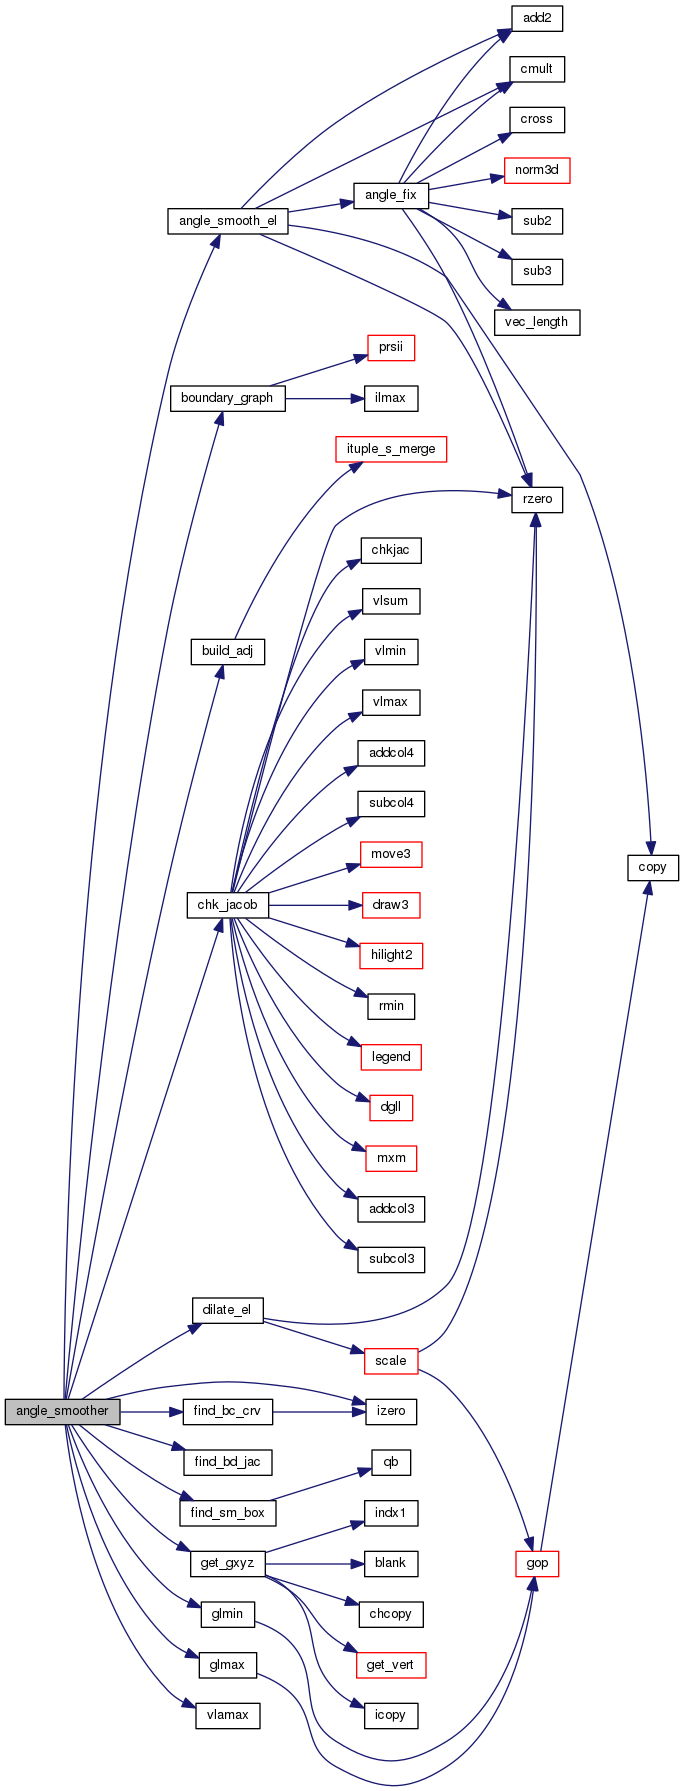 add2
cmult
cross
norm3d
angle_fix
angle_smooth_el
sub2
sub3
vec_length
prsii
boundary_graph
ilmax
ituple_s_merge
rzero
chkjac
vlsum
build_adj
vlmin
vlmax
addcol4
subcol4
move3
copy
chk_jacob
draw3
hilight2
rmin
legend
dgll
mxm
addcol3
subcol3
dilate_el
scale
angle_smoother
find_bc_crv
izero
find_bd_jac
qb
find_sm_box
indx1
get_gxyz
blank
gop
glmin
chcopy
glmax
get_vert
vlamax
icopy